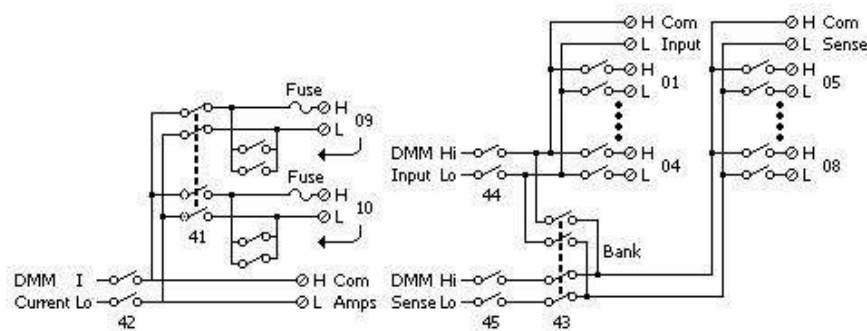 H Com
L Input
H
01
L
H
04
L
H Com
L Sense
H
05
L
H
08
L
Fuse
H
09
L
Fuse
H
10
L
41
DMM I
Current Lo
42
H Com
L Amps
DMM Hi
Input Lo
44
Bank
DMM Hi
Sense Lo
45
43